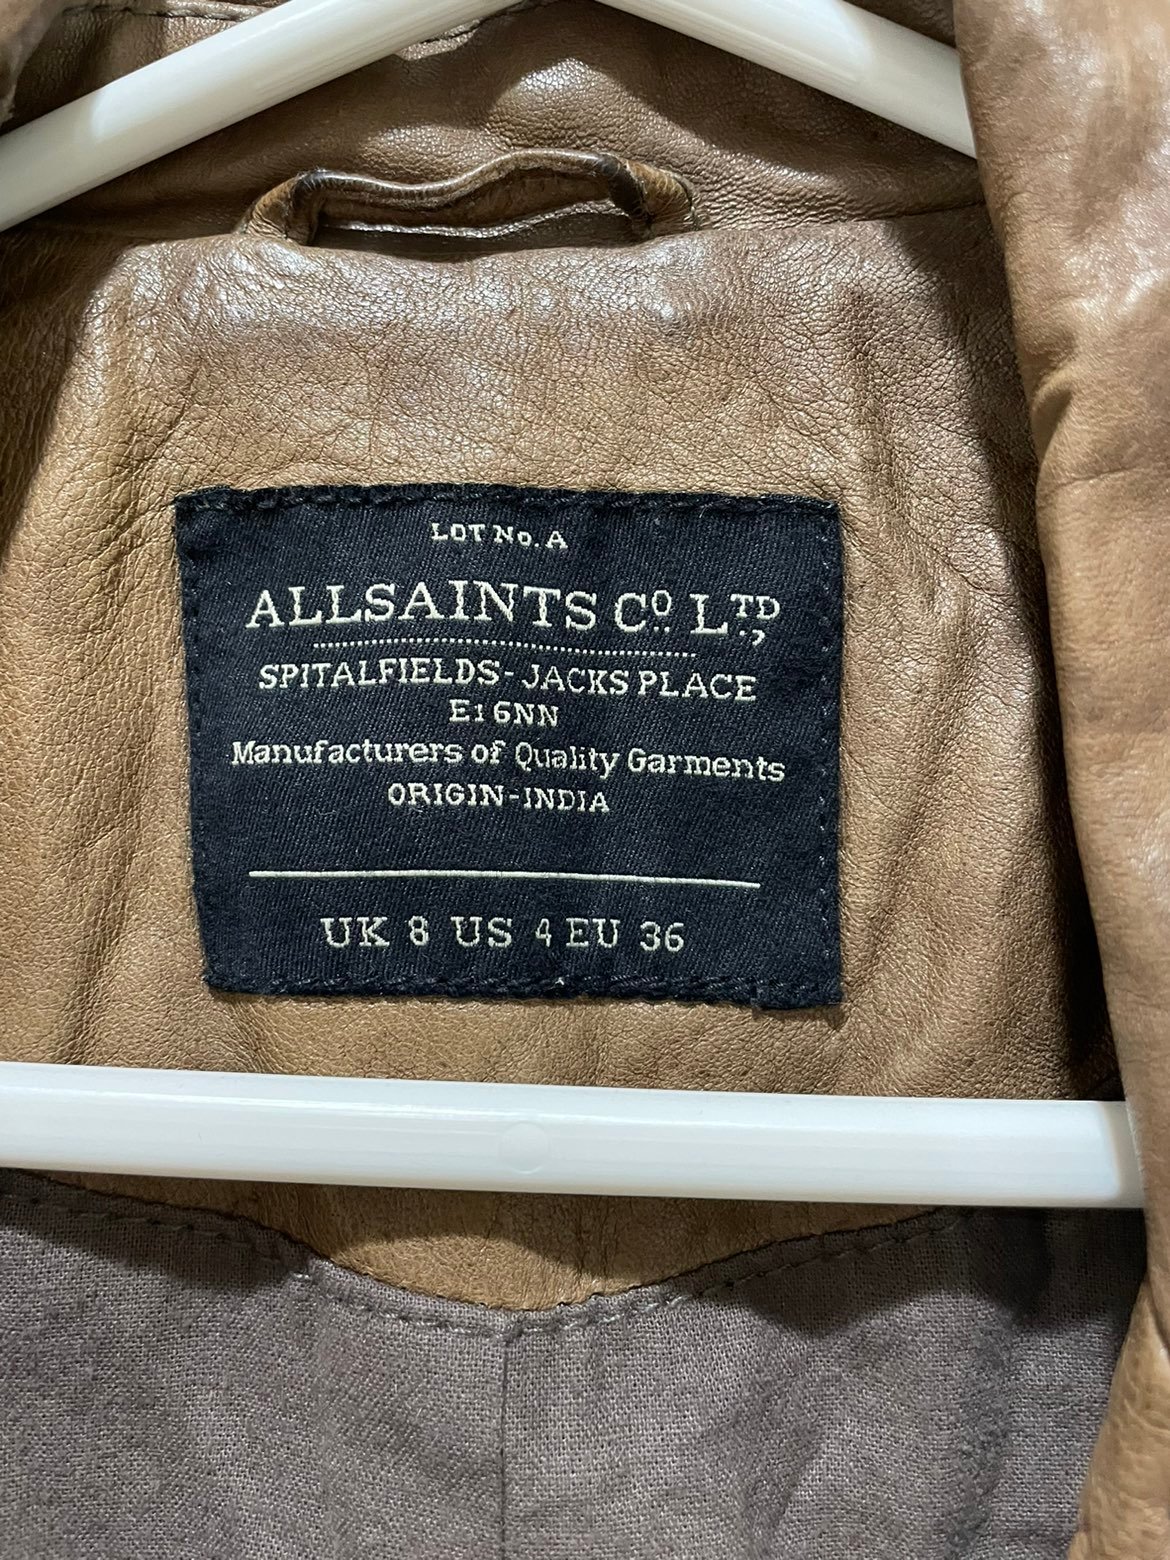 LOT No. A
ALLSAINTS Co. LTD,
SPITALFIELDS - JACKS PLACE
E1 6NN
Manufacturers of Quality Garments
ORIGIN-INDIA
UK 8 US 4 EU 36